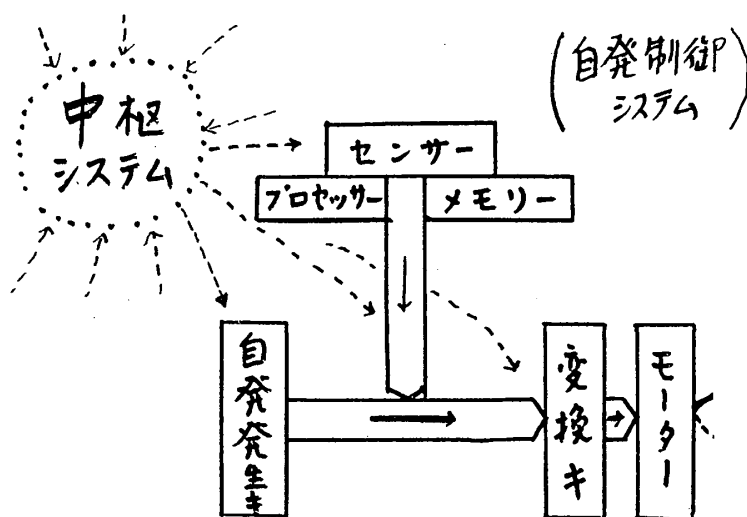 (自発制御
システム)
中枢
システム
センサー
プロセッサー
メモリー
自発発生キ
変換キ
モーター